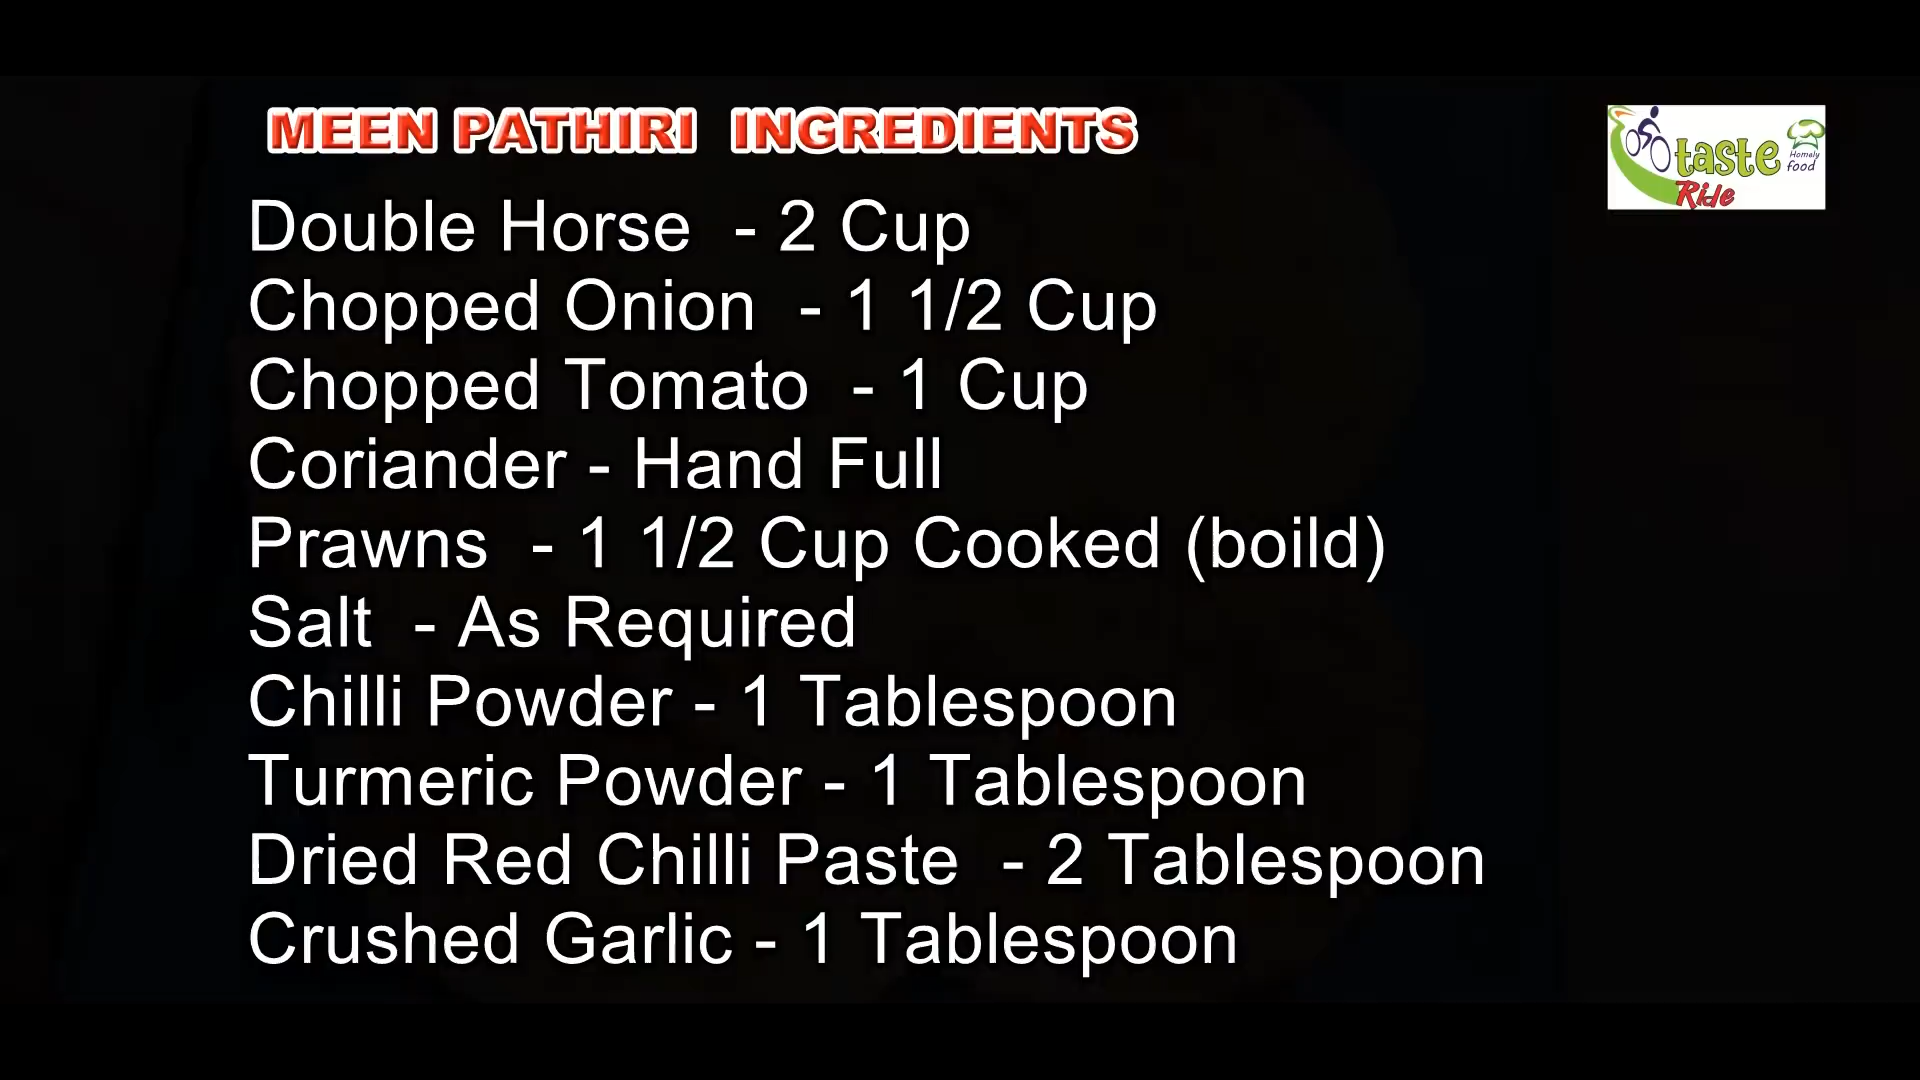 MEEN PATHIRI INGREDIENTS
taste
Homely
food
Ride
Double Horse - 2 Cup
Chopped Onion - 1 1/2 Cup
Chopped Tomato - 1 Cup
Coriander - Hand Full
Prawns - 1 1/2 Cup Cooked (boild)
Salt - As Required
Chilli Powder - 1 Tablespoon
Turmeric Powder - 1 Tablespoon
Dried Red Chilli Paste - 2 Tablespoon
Crushed Garlic - 1 Tablespoon